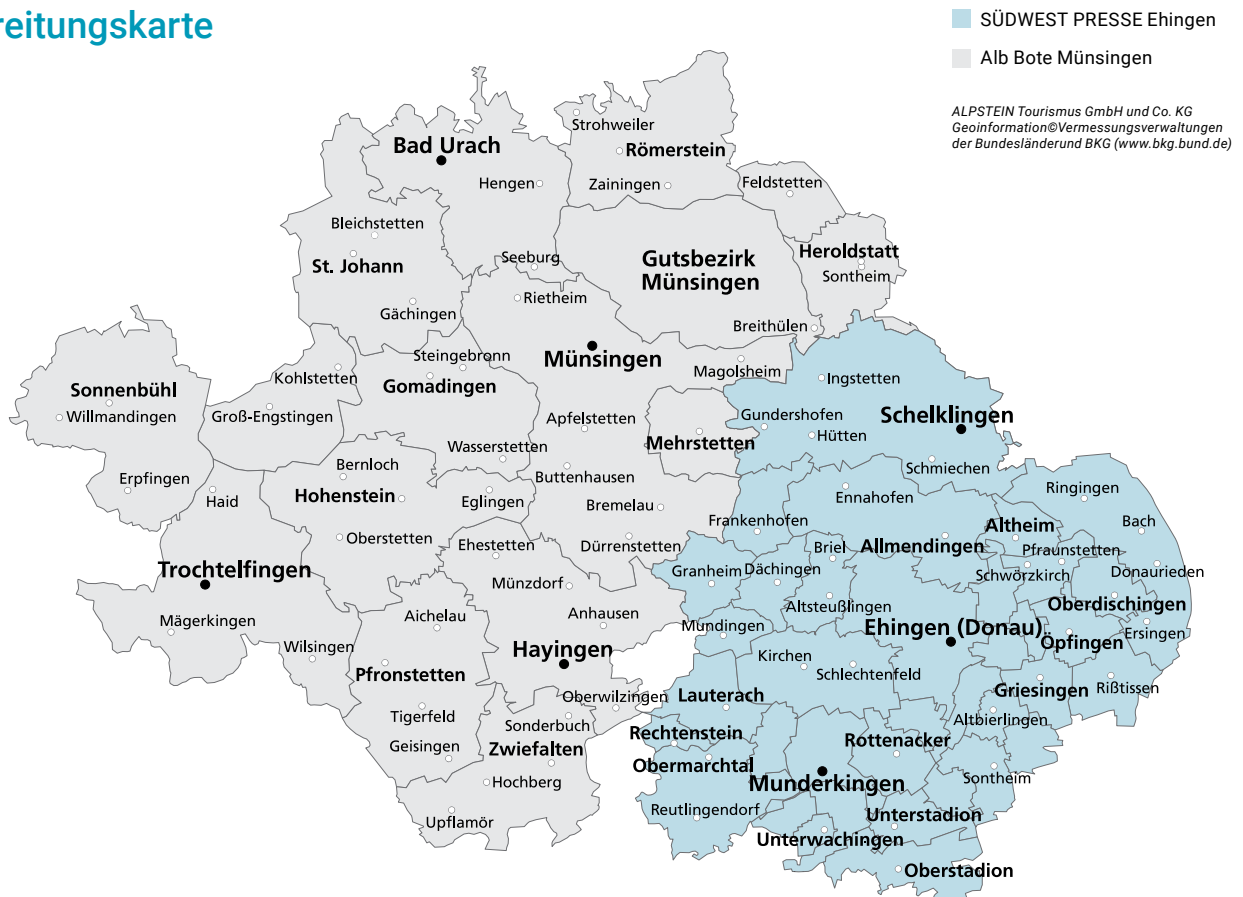 reitungskarte
SÜDWEST PRESSE Ehingen
Alb Bote Münsingen
ALPSTEIN Tourismus GmbH und Co. KG
Geoinformation©Vermessungsverwaltungen
der Bundesländerund BKG (www.bkg.bund.de)
Strohweiler
Bad Urach
Römerstein
Hengen
Zainingen
Feldstetten
Bleichstetten
St. Johann
Seeburg
Gutsbezirk
Münsingen
Heroldstatt
Sontheim
Rietheim
Gächingen
Breithülen
Steingebronn
Münsingen
Kohlstetten
Gomadingen
Magolsheim
Ingstetten
Sonnenbühl
Willmandingen
Groß-Engstingen
Apfelstetten
Gundershofen
Schelklingen
Mehrstetten
Hütten
Wasserstetten
Bernloch
Schmiechen
Erpfingen
Buttenhausen
Haid
Hohenstein
Eglingen
Ennahofen
Ringingen
Bremelau
Frankenhofen
Altheim
Bach
Oberstetten
Ehestetten
Dürrenstetten
Briel
Allmendingen
Pfraunstetten
Trochtelfingen
Granheim
Dächingen
Schwörzkirch
Donaurieden
Münzdorf
Altsteußlingen
Oberdischingen
Mägerkingen
Aichelau
Anhausen
Mundingen
Ehingen (Donau)
Ersingen
Öpfingen
Wilsingen
Hayingen
Kirchen
Pfronstetten
Schlechtenfeld
Oberwilzingen
Lauterach
Griesingen
Rißtissen
Tigerfeld
Sonderbuch
Altbierlingen
Geisingen
Zwiefalten
Rechtenstein
Rottenacker
Obermarchtal
Hochberg
Munderkingen
Sontheim
Reutlingendorf
Upflamör
Unterstadion
Unterwachingen
Oberstadion